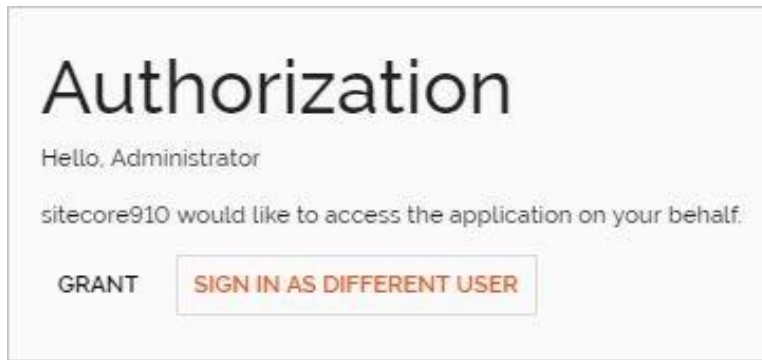 Authorization
Hello, Administrator
sitecore910 would like to access the application on your behalf.
GRANT SIGN IN AS DIFFERENT USER